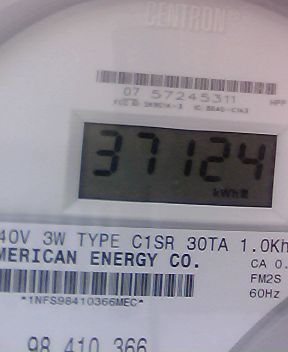 CENTRON®
07 57245311 HPP
37124
kWh
40V 3W TYPE C1SR 30TA 1.0Kh
MERICAN ENERGY CO.
CA 0.
FM2S
60Hz
*1NFS98410366MEC*
98 410 366